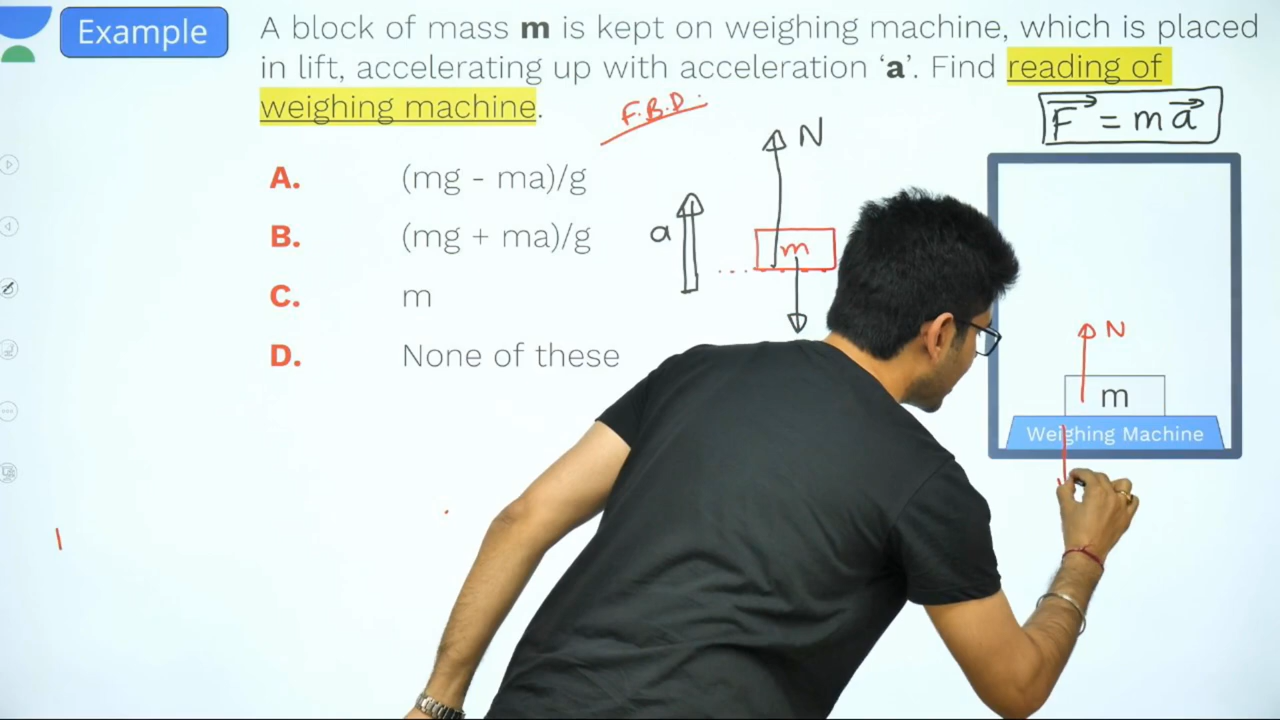 Example
A block of mass m is kept on weighing machine, which is placed
in lift, accelerating up with acceleration ‘a’. Find reading of
weighing machine.
F.B.D.
F = ma
A. (mg - ma)/g
B. (mg + ma)/g
C. m
D. None of these
N
a
m
N
m
Weighing Machine